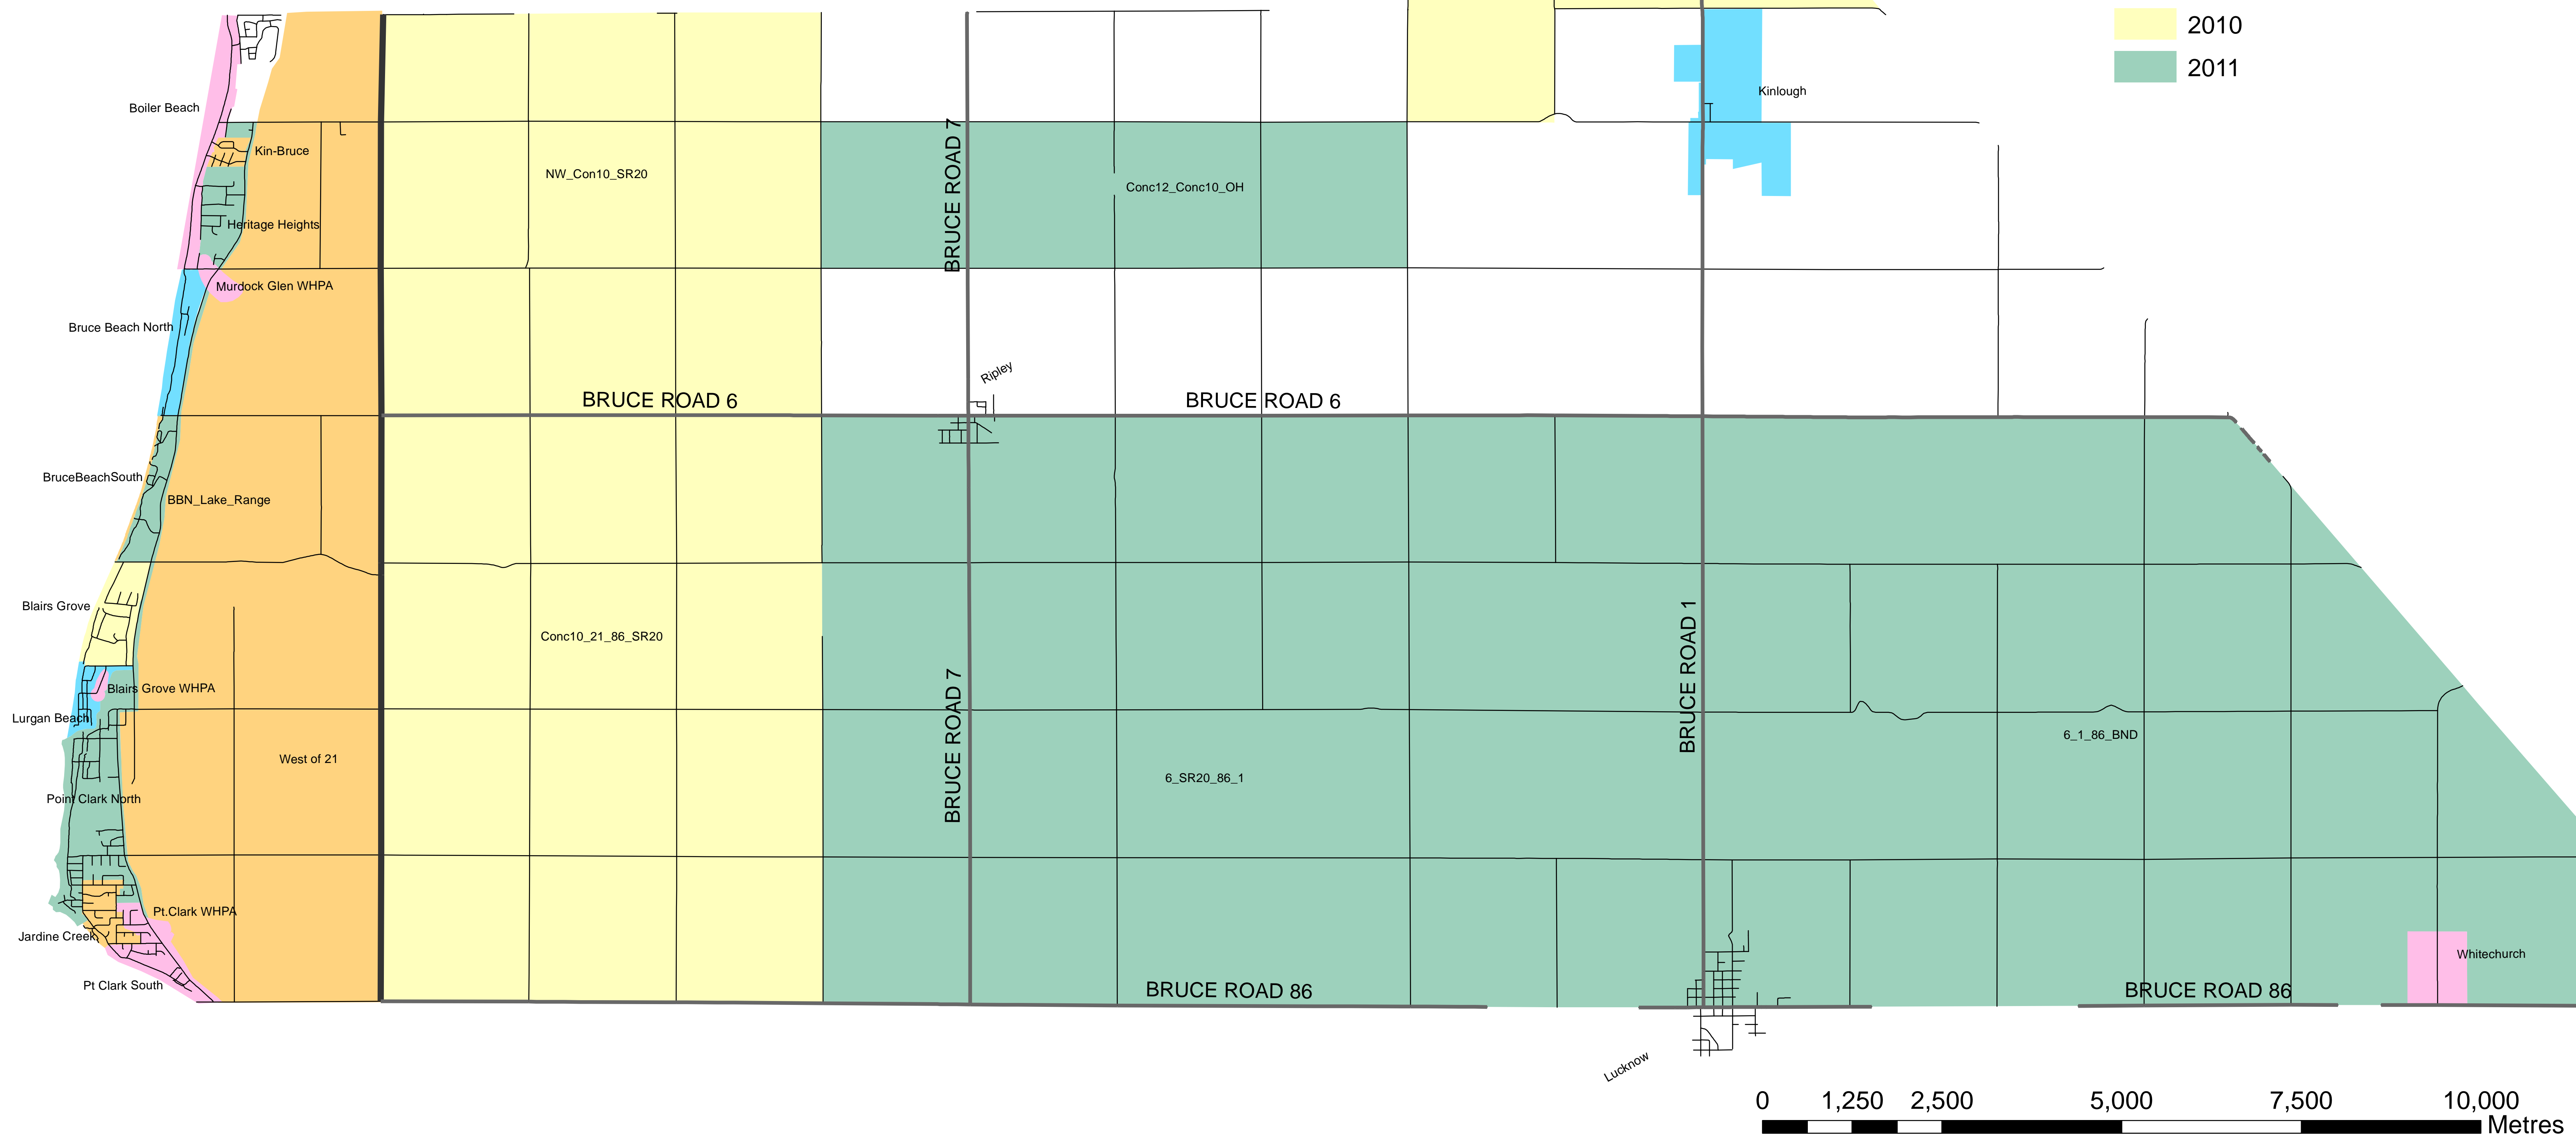 2010
2011
Kinlough
Boiler Beach
Kin-Bruce
BRUCE ROAD 7
NW_Con10_SR20
Conc12_Conc10_OH
Heritage Heights
Murdock Glen WHPA
Bruce Beach North
Ripley
BRUCE ROAD 6
BRUCE ROAD 6
BruceBeachSouth
BBN_Lake_Range
Blairs Grove
Conc10_21_86_SR20
BRUCE ROAD 1
Blairs Grove WHPA
Lurgan Beach
BRUCE ROAD 7
6_1_86_BND
West of 21
6_SR20_86_1
Point Clark North
Pt.Clark WHPA
Jardine Creek
Whitechurch
Pt Clark South
BRUCE ROAD 86
BRUCE ROAD 86
Lucknow
0 1,250 2,500 5,000 7,500 10,000
Metres